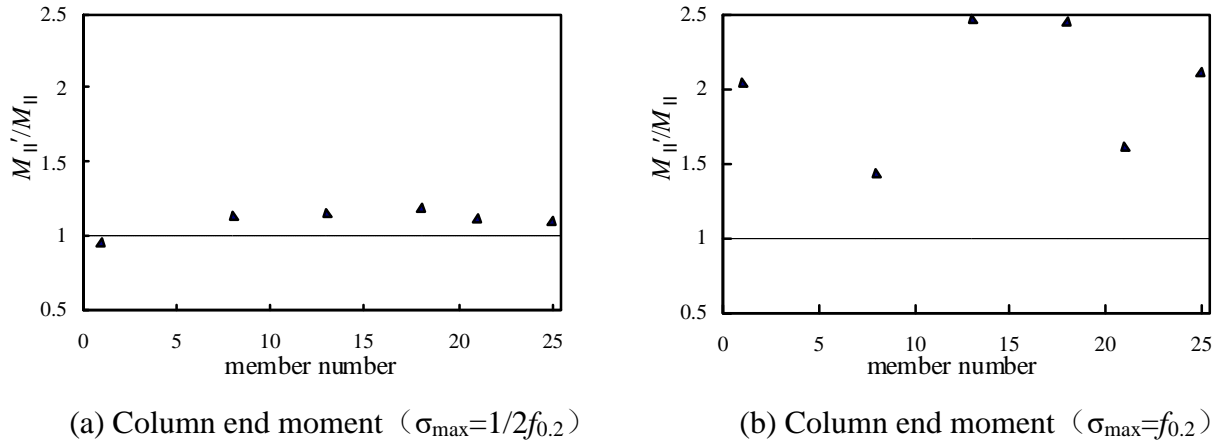 2.5
2
1.5
1
0.5
M||′/M||
0 5 10 15 20 25
member number
(a) Column end moment（σmax=1/2f0.2）
2.5
2
1.5
1
0.5
M||′/M||
0 5 10 15 20 25
member number
(b) Column end moment（σmax=f0.2）